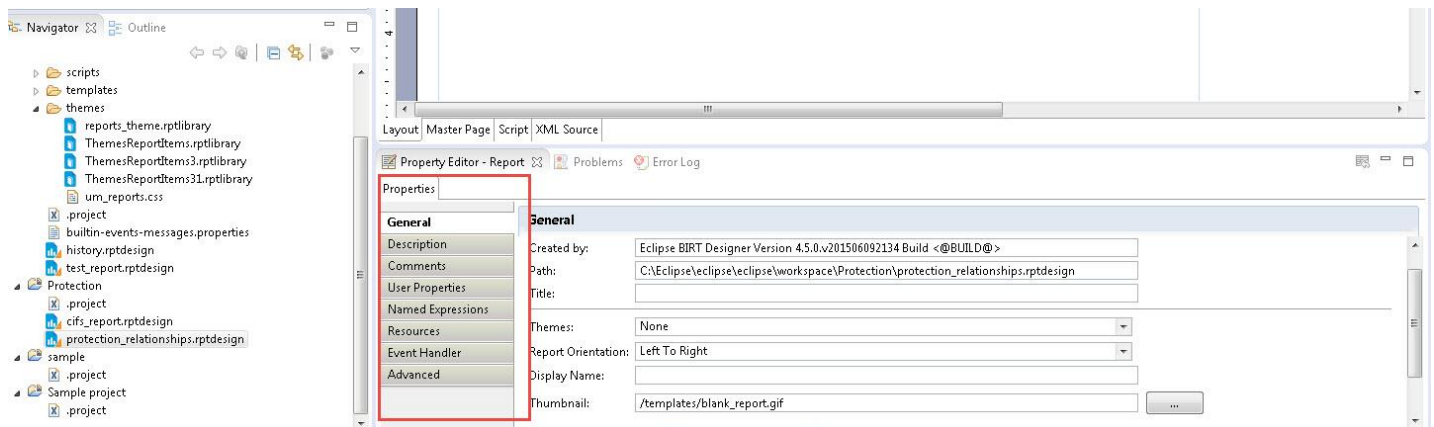 Navigator
Outline
scripts
templates
themes
reports_theme.rptlibrary
ThemesReportItems.rptlibrary
ThemesReportItems3.rptlibrary
ThemesReportItems31.rptlibrary
um_reports.css
.project
builtin-events-messages.properties
history.rptdesign
test_report.rptdesign
Protection
.project
cifs_report.rptdesign
protection_relationships.rptdesign
sample
.project
Sample project
.project
4
Layout Master Page Script XML Source
Property Editor - Report Problems Error Log
Properties
General
Description
Comments
User Properties
Named Expressions
Resources
Event Handler
Advanced
General
Created by: Eclipse BIRT Designer Version 4.5.0.v201506092134 Build <@BUILD@>
Path: C:\Eclipse\eclipse\eclipse\workspace\Protection\protection_relationships.rptdesign
Title:
Themes: None
Report Orientation: Left To Right
Display Name:
Thumbnail: /templates/blank_report.gif ...